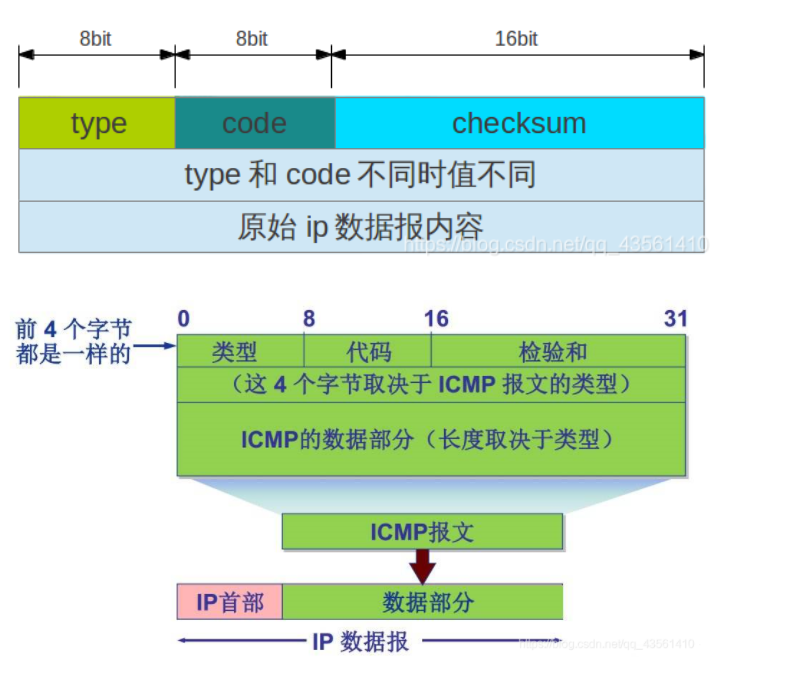 8bit 8bit 16bit
type code checksum
type 和 code 不同时值不同
原始 ip 数据报内容
https://blog.csdn.net/qq_43561410
0 8 16 31
前 4 个字节
都是一样的
类型 代码 检验和
（这 4 个字节取决于 ICMP 报文的类型）
ICMP的数据部分（长度取决于类型）
ICMP报文
IP首部 数据部分
IP 数据报
https://blog.csdn.net/qq_43561410